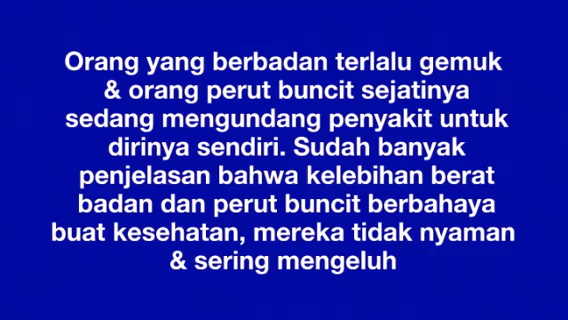 Orang yang berbadan terlalu gemuk
& orang perut buncit sejatinya
sedang mengundang penyakit untuk
dirinya sendiri. Sudah banyak
penjelasan bahwa kelebihan berat
badan dan perut buncit berbahaya
buat kesehatan, mereka tidak nyaman
& sering mengeluh